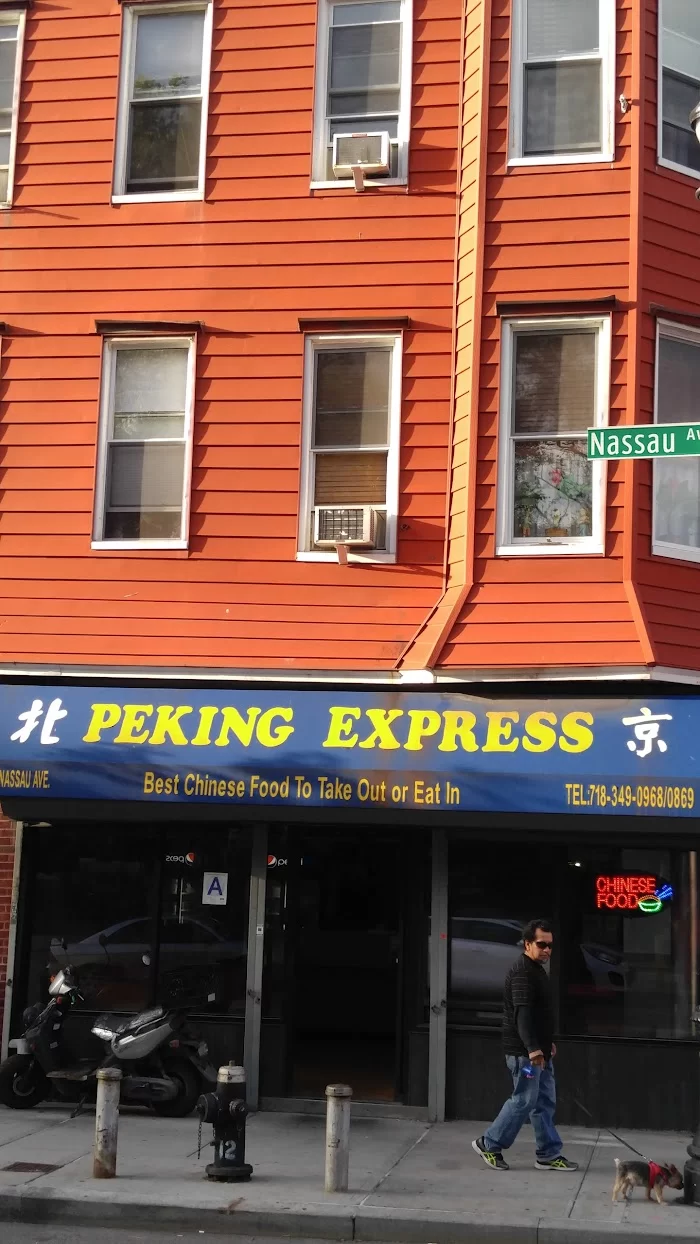 Nassau Av
北 PEKING EXPRESS 京
NASSAU AVE. Best Chinese Food To Take Out or Eat In TEL:718-349-0968/0869
pepsi
A
CHINESE
FOOD
12